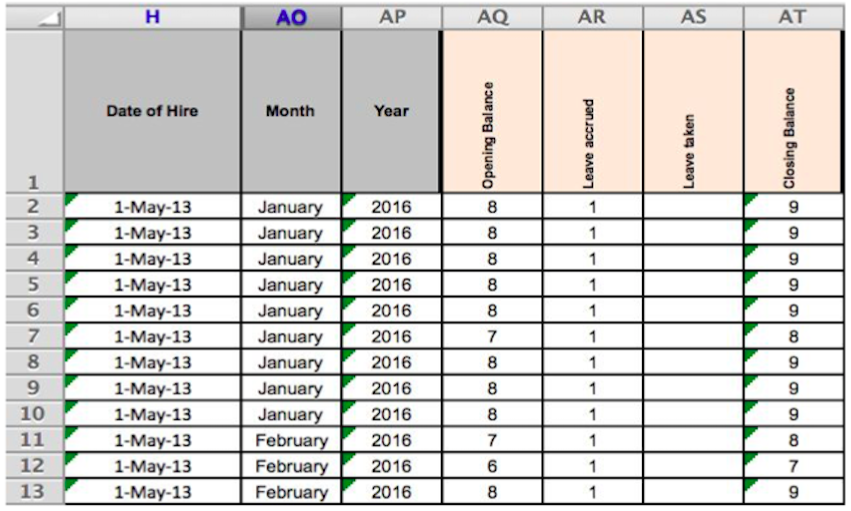 H AO AP AQ AR AS AT
1 Date of Hire Month Year Opening Balance Leave accrued Leave taken Closing Balance
2 1-May-13 January 2016 8 1 9
3 1-May-13 January 2016 8 1 9
4 1-May-13 January 2016 8 1 9
5 1-May-13 January 2016 8 1 9
6 1-May-13 January 2016 8 1 9
7 1-May-13 January 2016 7 1 8
8 1-May-13 January 2016 8 1 9
9 1-May-13 January 2016 8 1 9
10 1-May-13 January 2016 8 1 9
11 1-May-13 February 2016 7 1 8
12 1-May-13 February 2016 6 1 7
13 1-May-13 February 2016 8 1 9